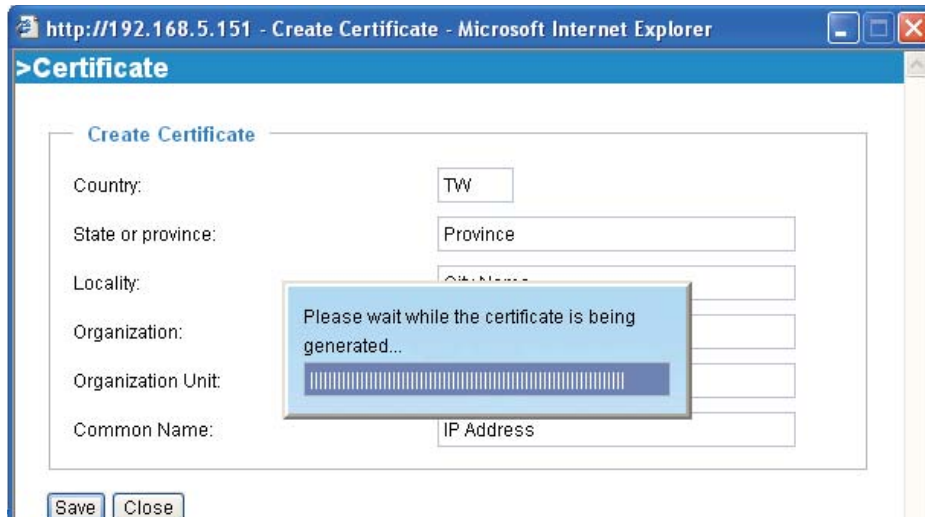 http://192.168.5.151 - Create Certificate - Microsoft Internet Explorer
>Certificate
Create Certificate
Country: TW
State or province: Province
Locality:
Organization:
Organization Unit:
Common Name: IP Address
Please wait while the certificate is being
generated...
Save Close